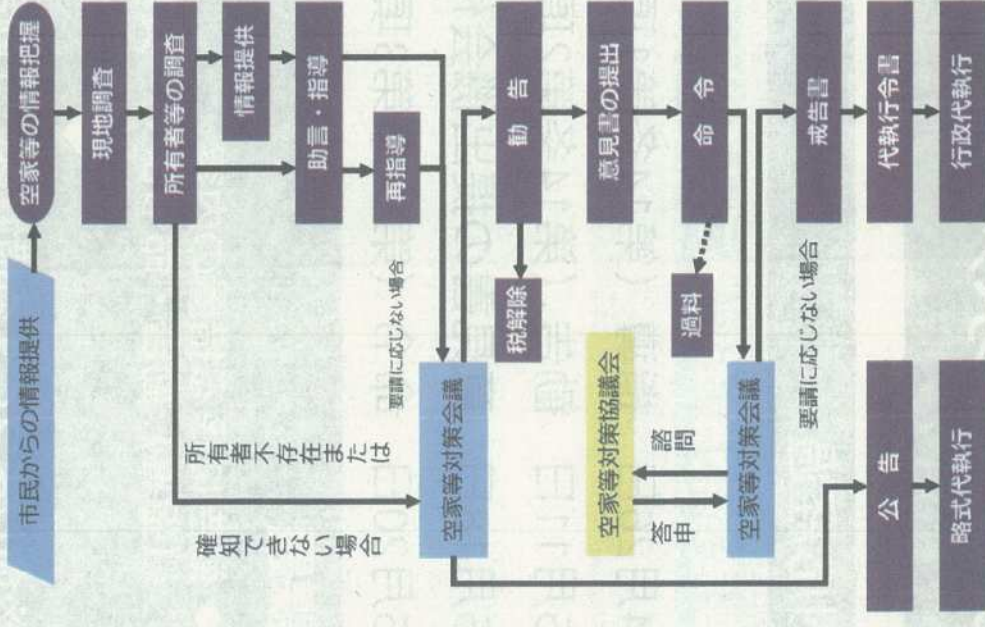 市民からの情報提供
空家等の情報把握
現地調査
所有者等の調査
情報提供
助言・指導
再指導
所有者不存在または
確知できない場合
要請に応じない場合
空家等対策会議
勧告
税解除
意見書の提出
命令
過料
空家等対策協議会
答申
諮問
空家等対策会議
要請に応じない場合
戒告書
代執行令書
行政代執行
公告
略式代執行